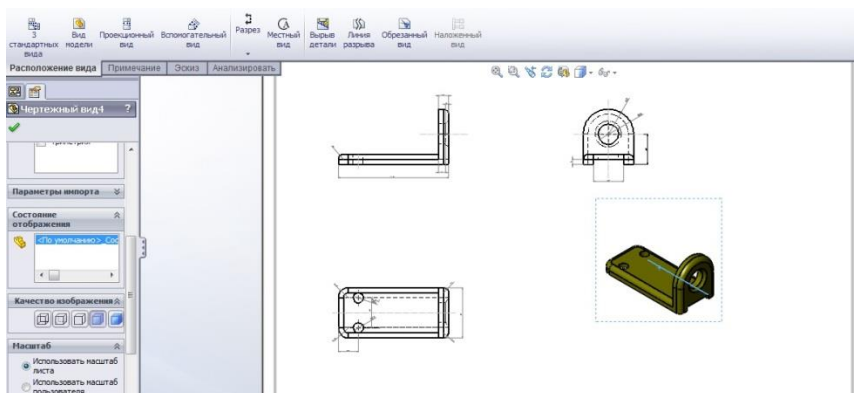 3 стандартных вида
Вид модели
Проекционный вид
Вспомогательный вид
Разрез
Местный вид
Вырыв детали
Линия разрыва
Обрезанный вид
Наложенный вид
Расположение вида
Примечание
Эскиз
Анализировать
Чертежный вид4 ?
Параметры импорта
Состояние отображения
<По умолчанию>_Сос
Качество изображения
Масштаб
Использовать масштаб листа
Использовать масштаб пользователя